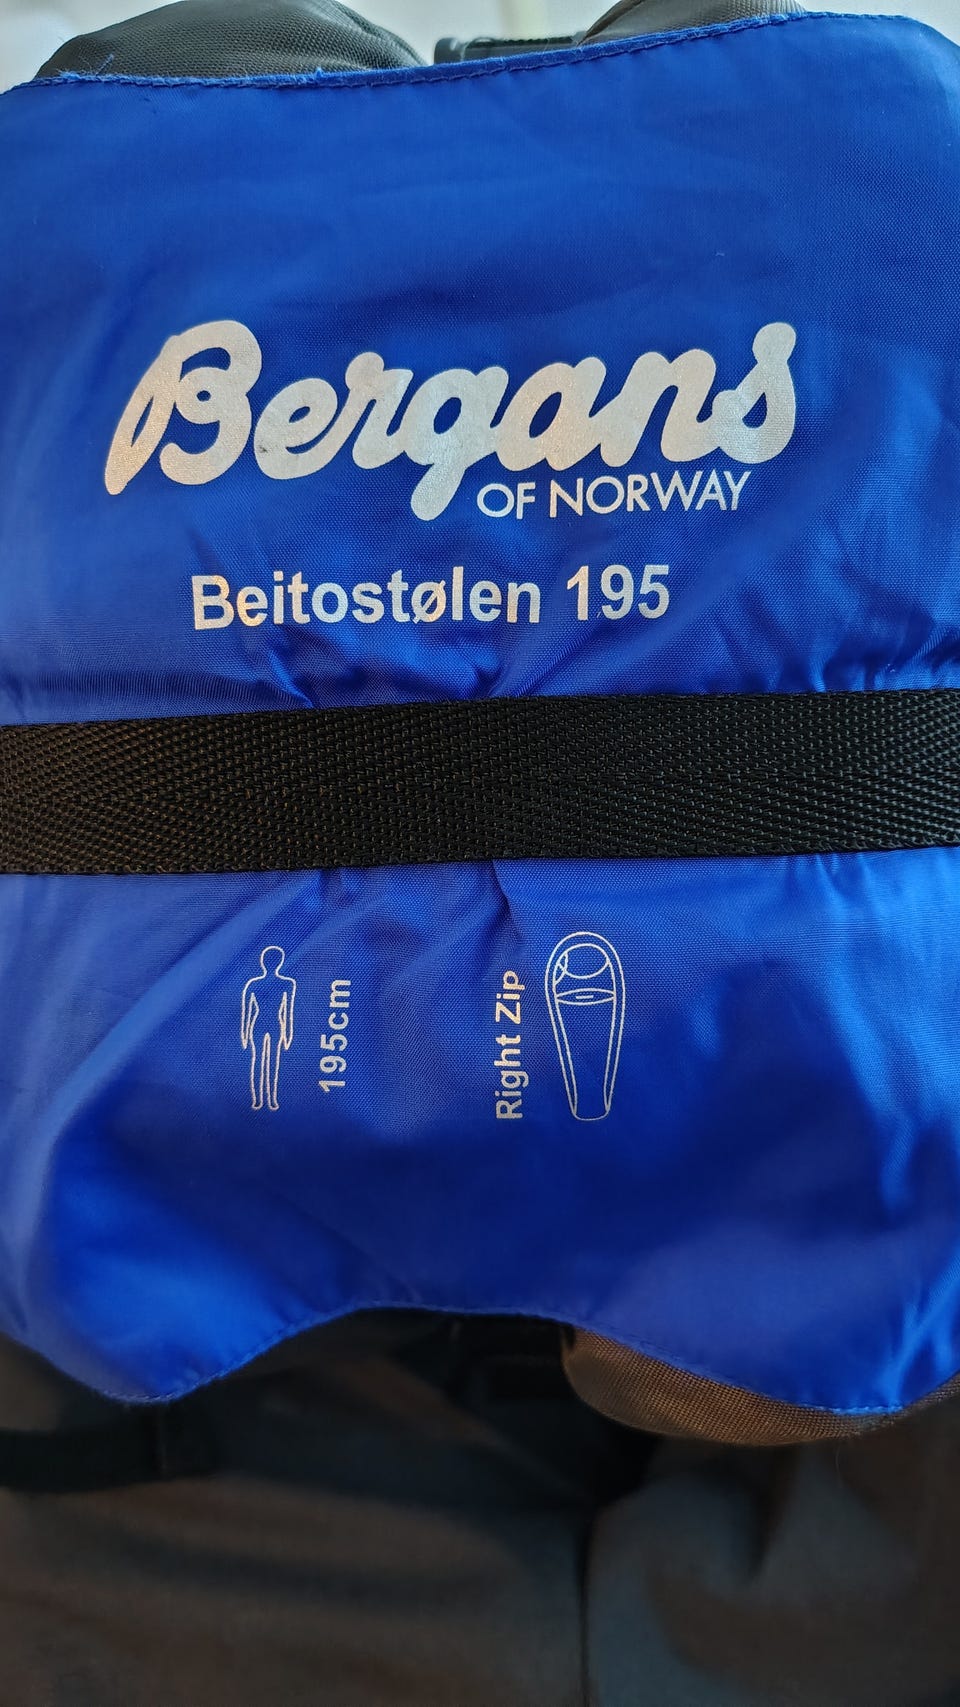 Bergans
OF NORWAY
Beitostølen 195
195cm
Right Zip